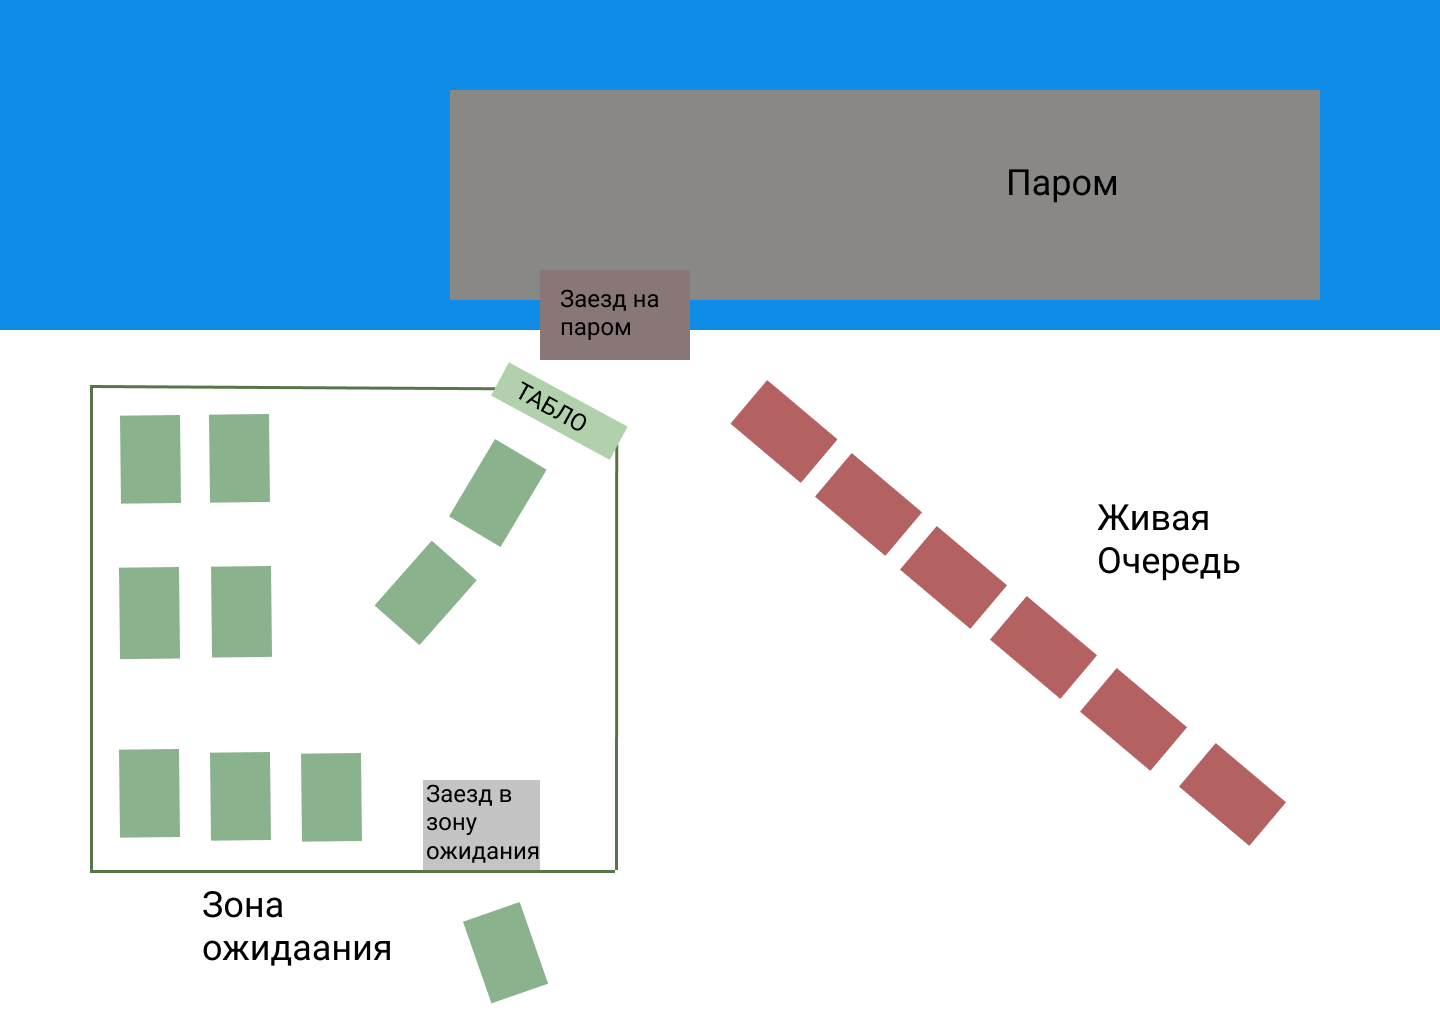 Паром
Заезд на
паром
ТАБЛО
Живая
Очередь
Заезд в
зону
ожидания
Зона
ожидаания